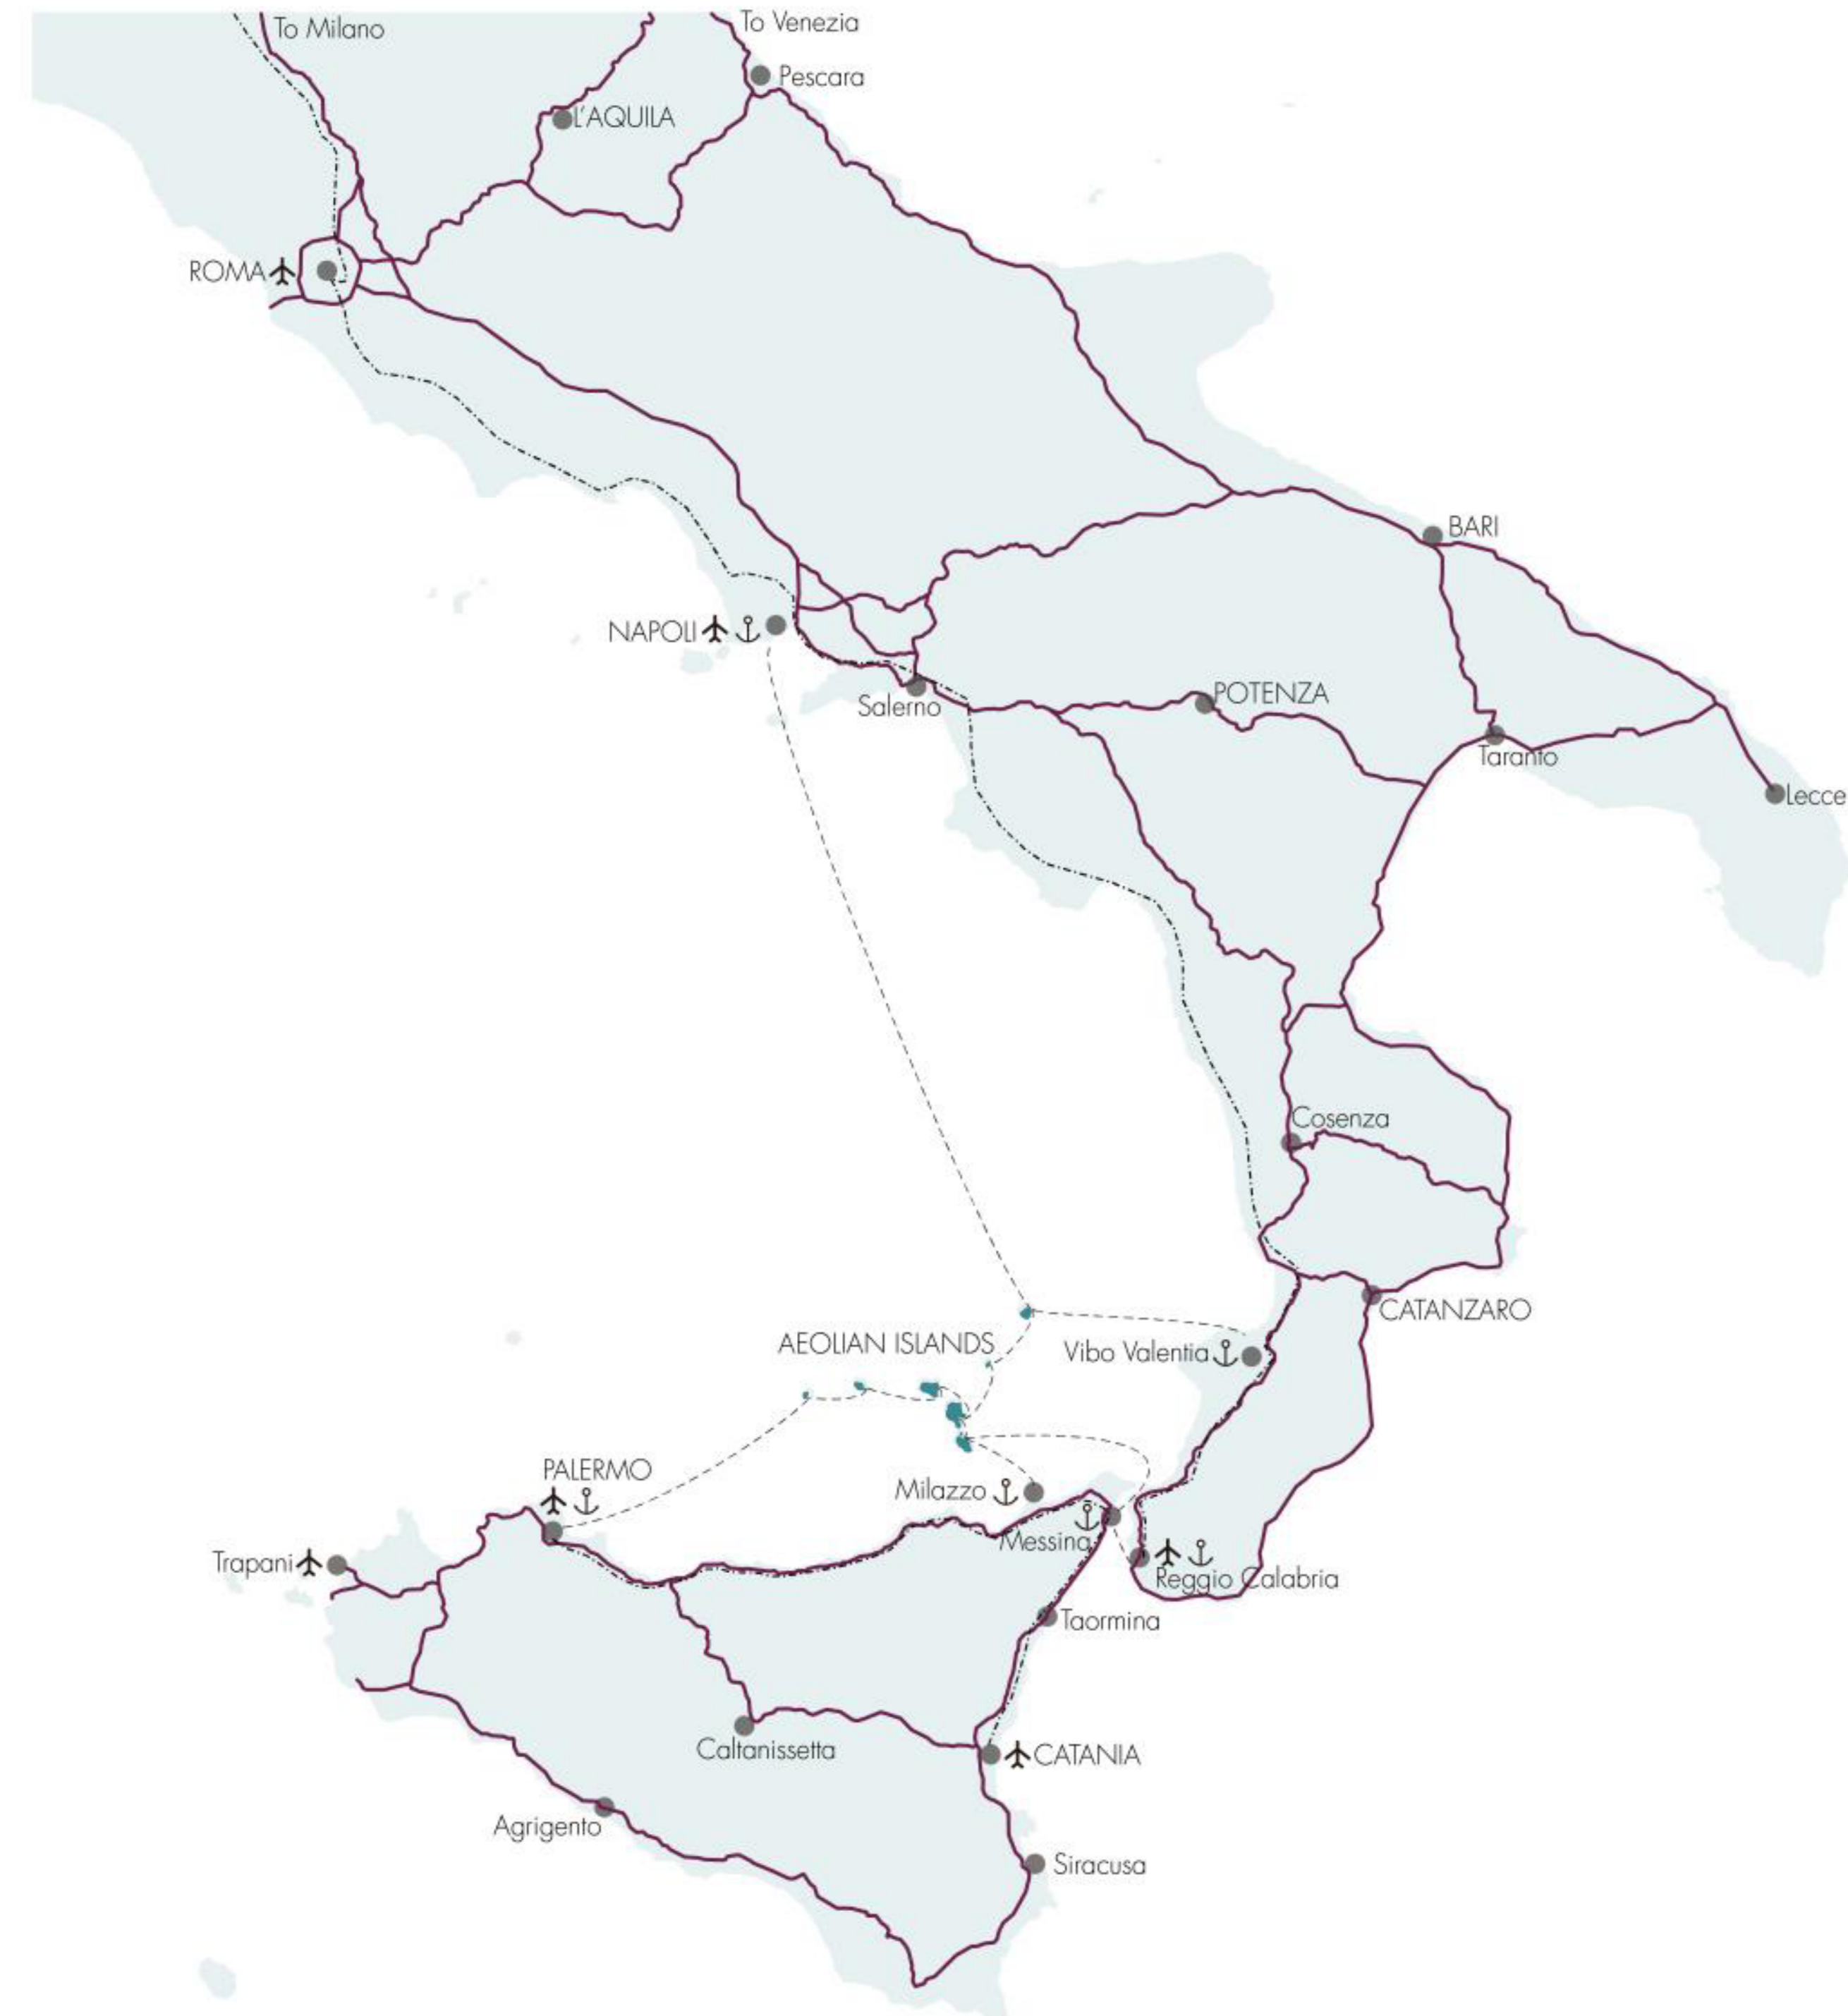 To Milano
To Venezia
Pescara
L'AQUILA
ROMA
BARI
NAPOLI
Salerno
POTENZA
Taranto
Lecce
Cosenza
CATANZARO
AEOLIAN ISLANDS
Vibo Valentia
PALERMO
Milazzo
Messina
Trapani
Reggio Calabria
Taormina
Caltanissetta
CATANIA
Agrigento
Siracusa